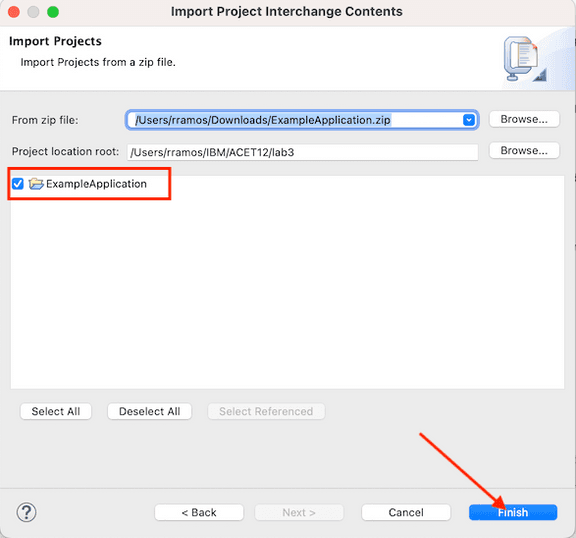 Import Project Interchange Contents
Import Projects
Import Projects from a zip file.
From zip file: /Users/rramos/Downloads/ExampleApplication.zip Browse...
Project location root: /Users/rramos/IBM/ACET12/lab3 Browse...
ExampleApplication
Select All Deselect All Select Referenced
? < Back Next > Cancel Finish